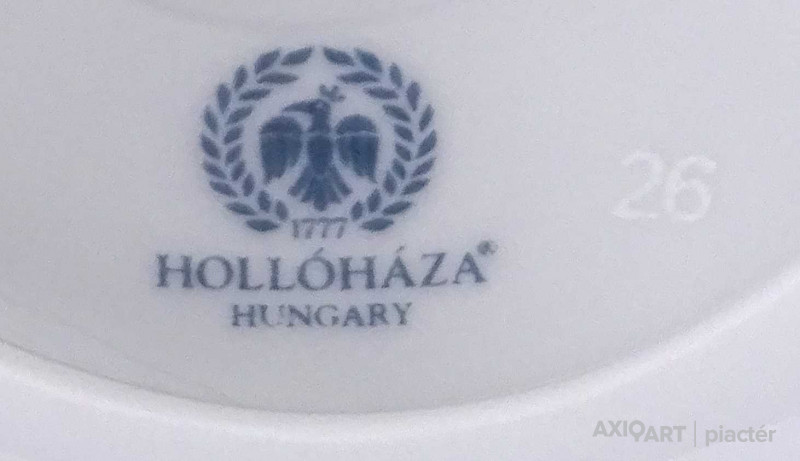 1777
HOLLÓHÁZA®
HUNGARY
26
AXIOART | piactér